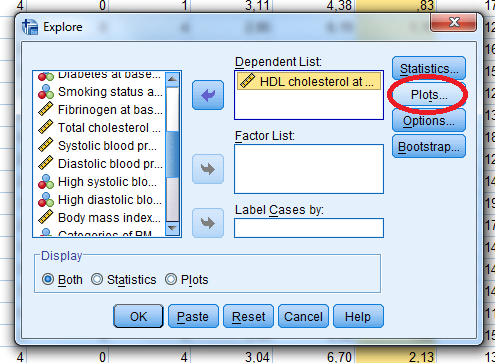 0 1 3,11 4,38 ,83
Explore
Dependent List:
Diabetes at base...
Smoking status a...
Fibrinogen at bas...
Total cholesterol ...
Systolic blood pr...
Diastolic blood pr...
High systolic blo...
High diastolic blo...
Body mass index...
Categories of BM...
HDL cholesterol at ...
Factor List:
Label Cases by:
Statistics...
Plots...
Options...
Bootstrap...
Display
Both Statistics Plots
OK Paste Reset Cancel Help
4 0 1 3,04 6,70 2,13